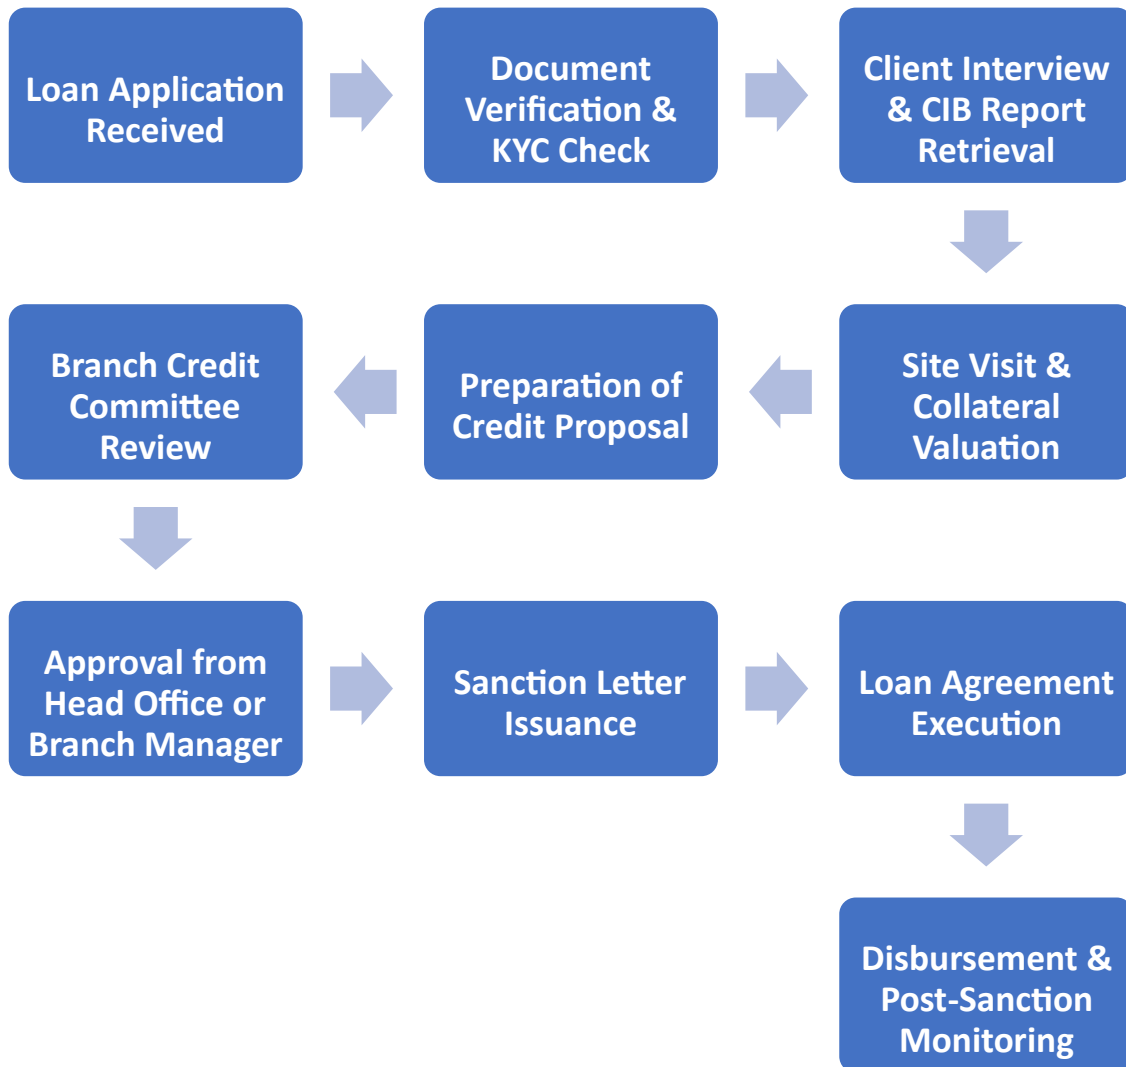 Loan Application
Received
Document
Verification &
KYC Check
Client Interview
& CIB Report
Retrieval
Site Visit &
Collateral
Valuation
Preparation of
Credit Proposal
Branch Credit
Committee
Review
Approval from
Head Office or
Branch Manager
Sanction Letter
Issuance
Loan Agreement
Execution
Disbursement &
Post-Sanction
Monitoring